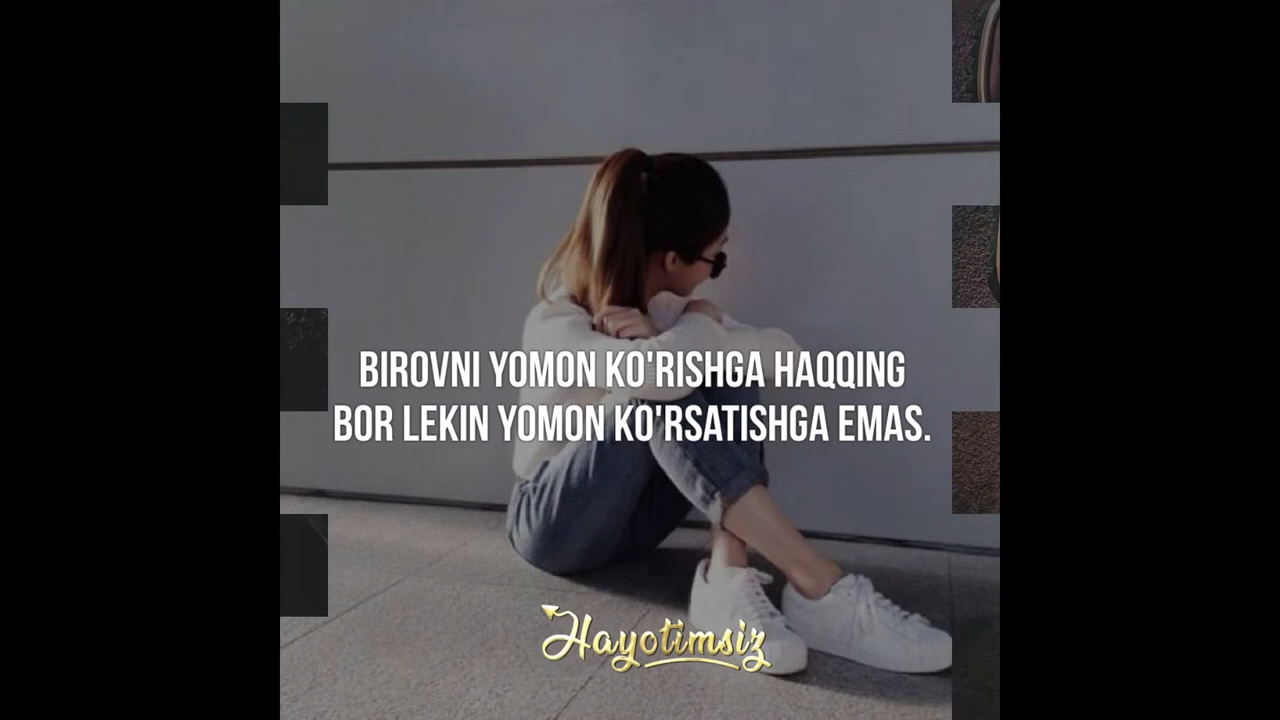 BIROVNI YOMON KO'RISHGA HAQQING
BOR LEKIN YOMON KO'RSATISHGA EMAS.
Hayotimsiz